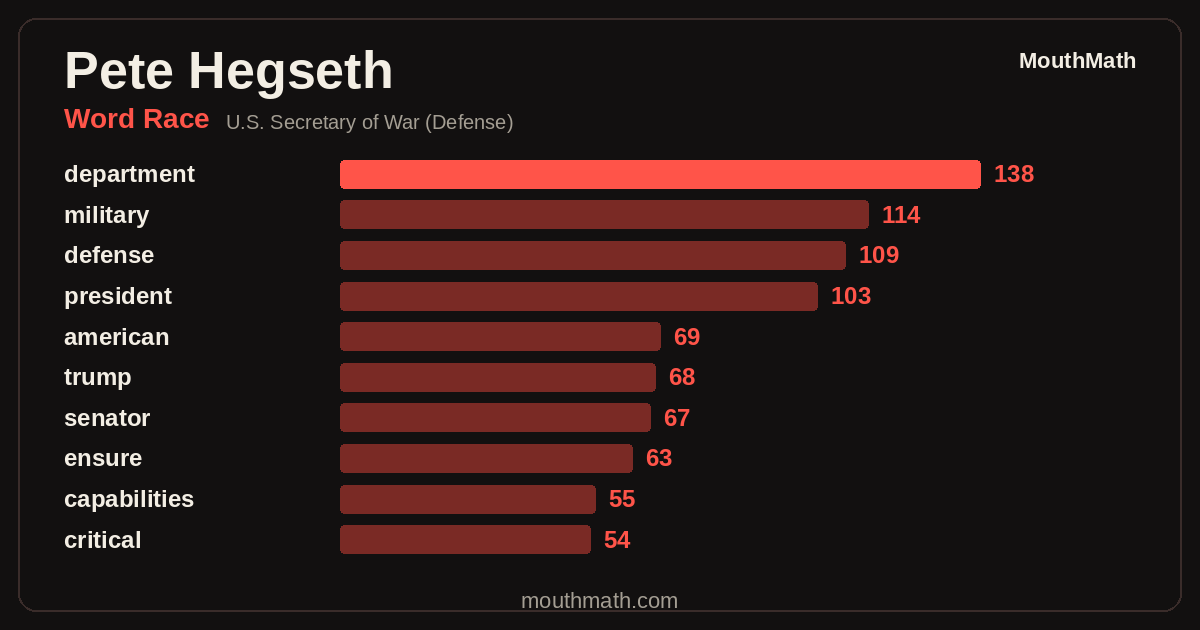 Pete Hegseth
MouthMath
Word Race U.S. Secretary of War (Defense)
department 138
military 114
defense 109
president 103
american 69
trump 68
senator 67
ensure 63
capabilities 55
critical 54
mouthmath.com